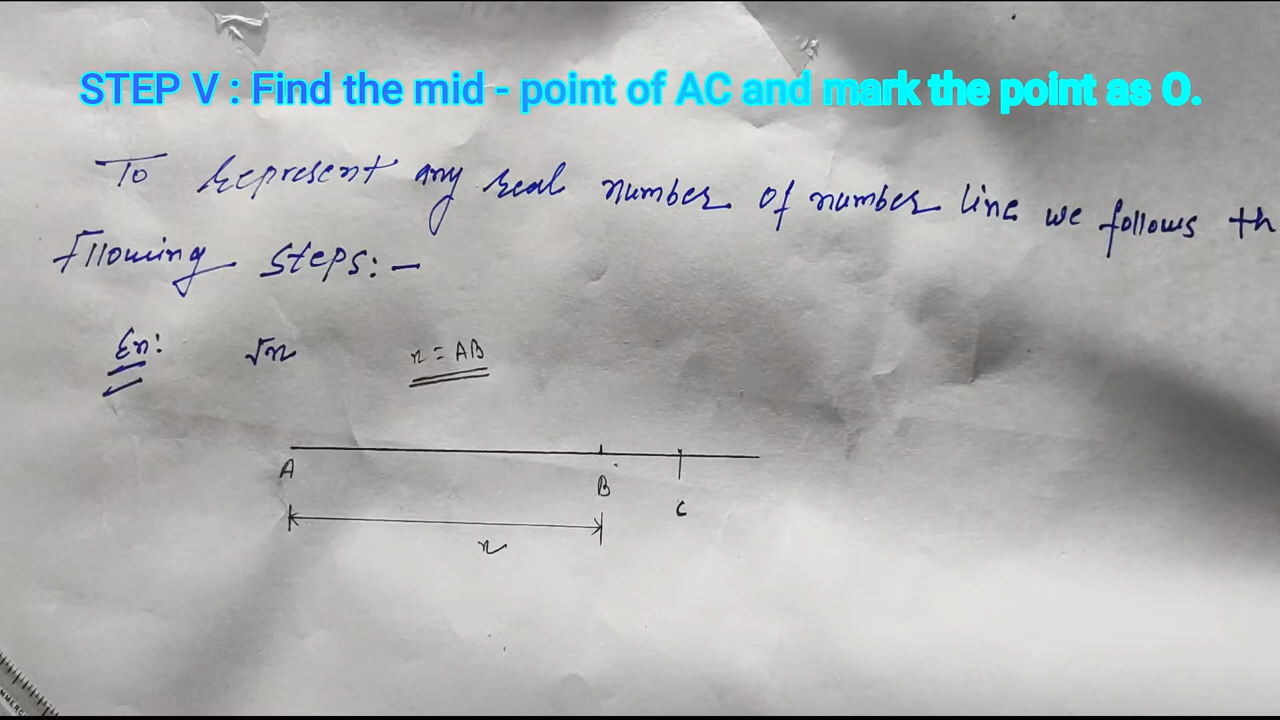 STEP V : Find the mid - point of AC and mark the point as O.
To represent any real number of number line we follows th
following steps: -
Ex: √x x = AB
A
B
C
x